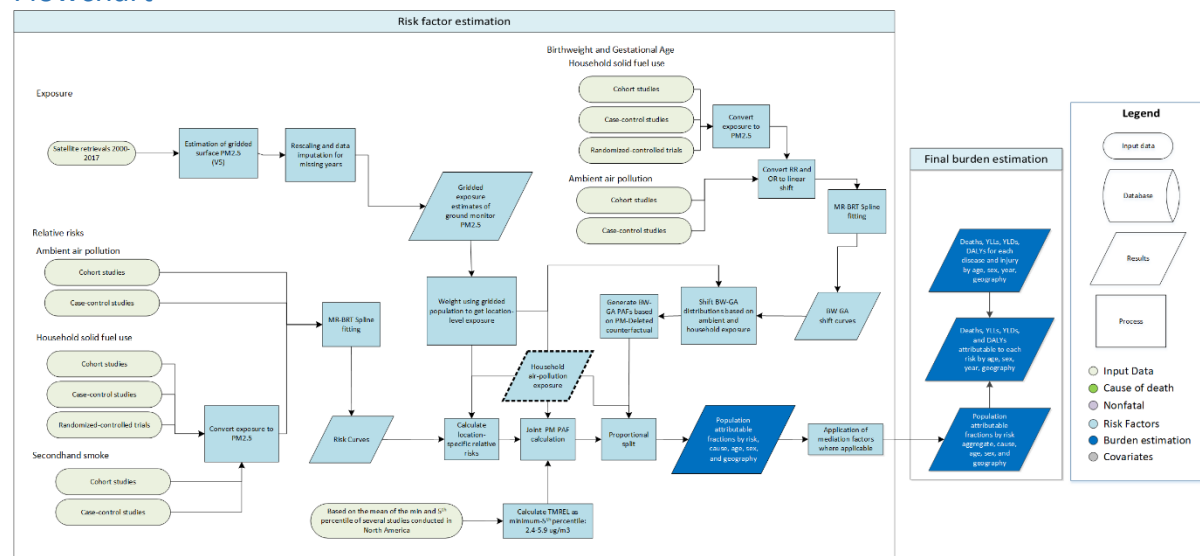 Flowchart
Risk factor estimation
Birthweight and Gestational Age
Household solid fuel use
Exposure
Cohort studies
Case-control studies
Randomized-controlled trials
Convert
exposure to
PM2.5
Satellite retrievals 2000-
2017
Estimation of gridded
surface PM2.5
(V5)
Rescaling and data
imputation for
missing years
Gridded
exposure
estimates of
ground monitor
PM2.5
Ambient air pollution
Cohort studies
Case-control studies
Convert RR and
OR to linear
shift
MR-BRT Spline
fitting
Relative risks
Ambient air pollution
Cohort studies
Case-control studies
MR-BRT Spline
fitting
Weight using gridded
population to get location-
level exposure
Generate BW-
GA PAFs based
on PM-Deleted
counterfactual
Shift BW-GA
distributions based on
ambient and
household exposure
BW GA
shift curves
Household solid fuel use
Cohort studies
Case-control studies
Randomized-controlled trials
Convert exposure to
PM2.5
Household
air-pollution
exposure
Secondhand smoke
Cohort studies
Case-control studies
Risk Curves
Calculate
location-
specific relative
risks
Joint PM PAF
calculation
Proportional
split
Population
attributable
fractions by risk,
cause, age, sex,
and geography
Application of
mediation factors
where applicable
Based on the mean of the min and 5th
percentile of several studies conducted in
North America
Calculate TMREL as
minimum-5th percentile:
2.4-5.9 ug/m3
Final burden estimation
Deaths, YLLs, YLDs,
DALYs for each
disease and injury
by age, sex, year,
geography
Deaths, YLLs, YLDs,
and DALYs
attributable to each
risk by age, sex,
year, geography
Population
attributable
fractions by risk
aggregate, cause,
age, sex, and
geography
Legend
Input data
Database
Results
Process
Input Data
Cause of death
Nonfatal
Risk Factors
Burden estimation
Covariates